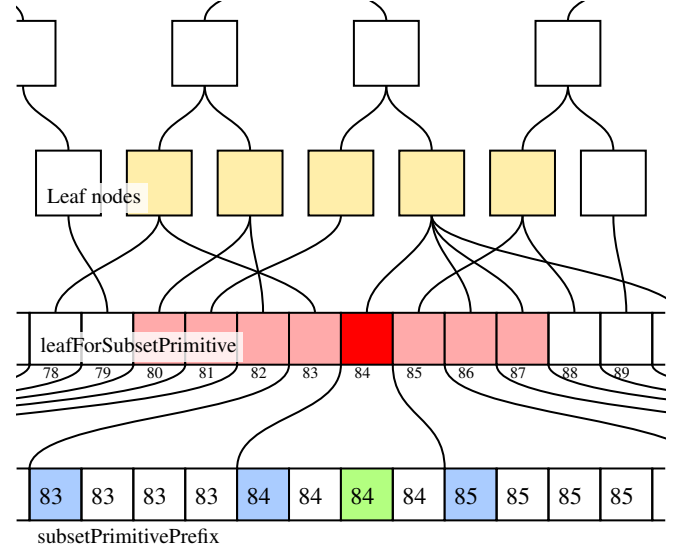 Leaf nodes
leafForSubsetPrimitive
78 79 80 81 82 83 84 85 86 87 88 89
83 83 83 83 84 84 84 84 85 85 85 85
subsetPrimitivePrefix